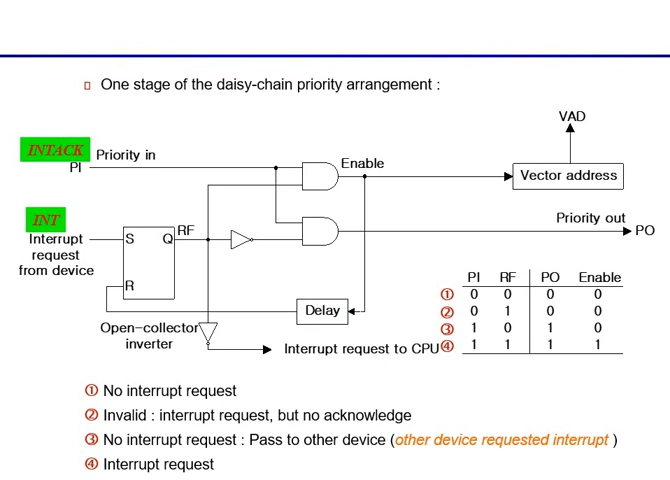 ▯ One stage of the daisy-chain priority arrangement :
VAD
INTACK
Priority in
PI
Enable
Vector address
INT
RF
Priority out
PO
Interrupt
request
from device
S Q
R
Delay
Open-collector
inverter
Interrupt request to CPU
PI RF PO Enable
① 0 0 0 0
② 0 1 0 0
③ 1 0 1 0
④ 1 1 1 1
① No interrupt request
② Invalid : interrupt request, but no acknowledge
③ No interrupt request : Pass to other device (other device requested interrupt )
④ Interrupt request